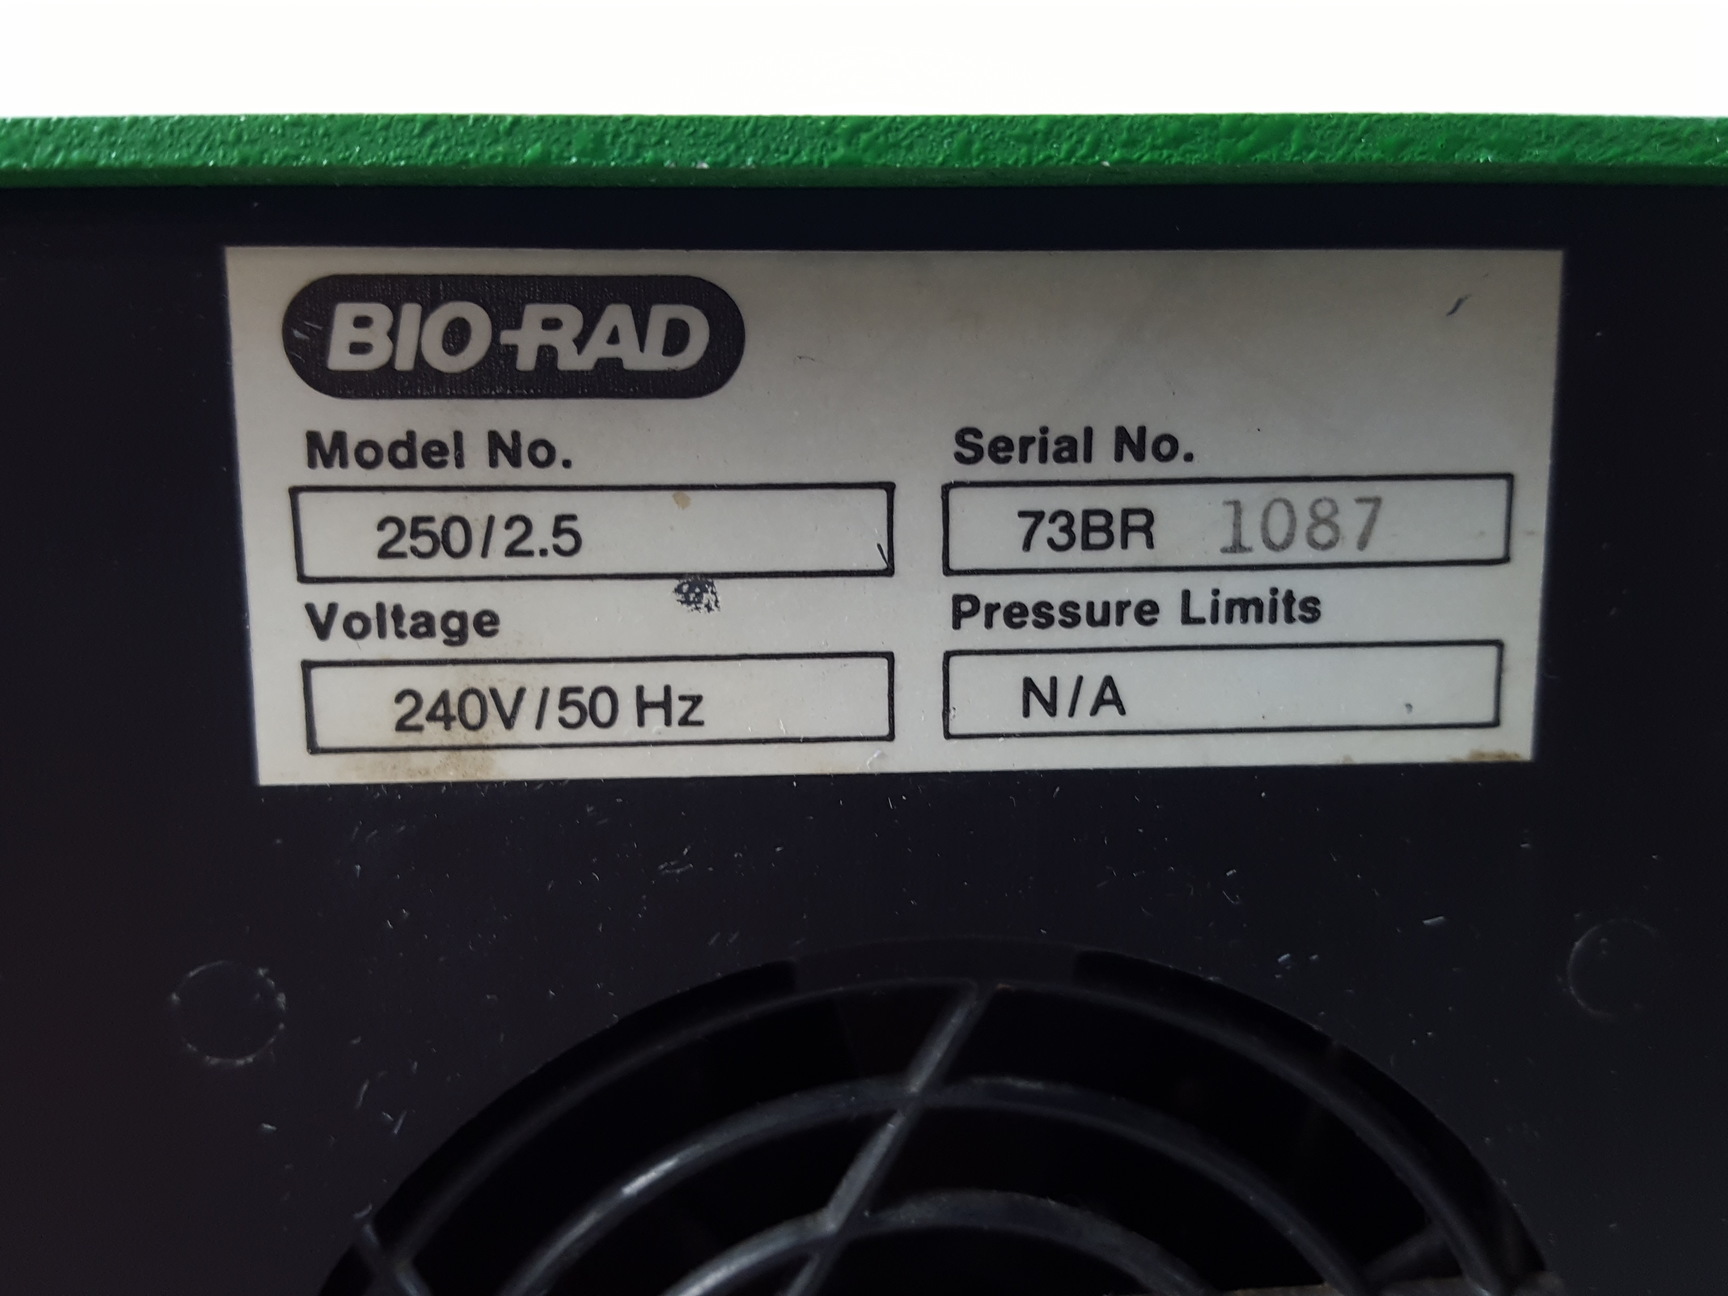 BIO-RAD
Model No.
250/2.5
Serial No.
73BR 1087
Voltage
240V/50 Hz
Pressure Limits
N/A